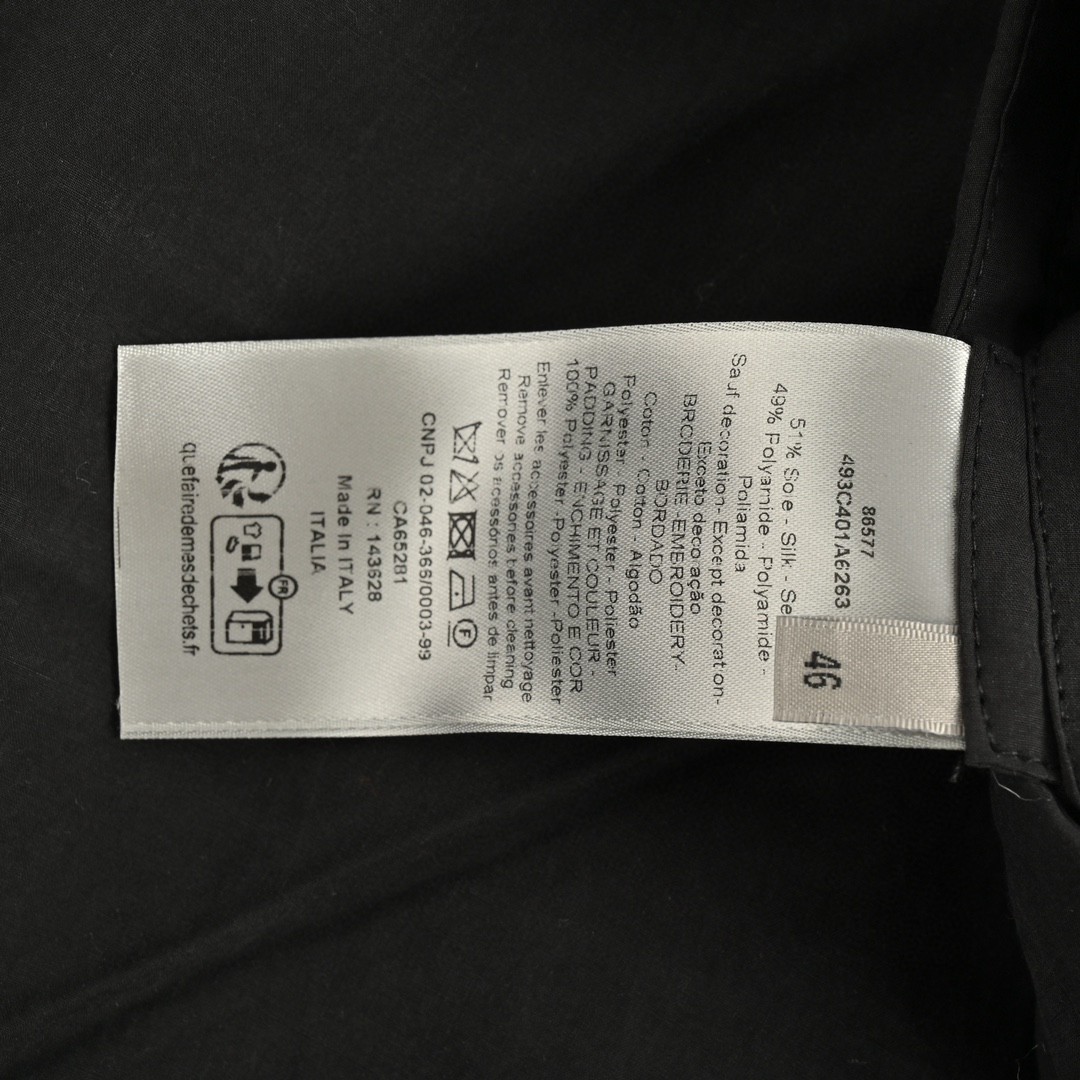 86577
493C401A6263
46
51% Soie - Silk - Se
49% Polyamide - Polyamide -
Poliamida
Sauf decoration- Except decoration-
Exceto decoração
BRODERIE -EMBROIDERY-
BORDADO
Coton - Cotton - Algodão
Polyester - Polyester - Poliester
GARNISSAGE ET COULEUR -
PADDING - ENCHIMENTO E COR
100% Polyester -Polyester -Poliester
Enlever les accessoires avant nettoyage
Remove accessories before cleaning
Remover os acessórios antes de limpar
F
CNPJ 02-046-366/0003-99
CA65281
RN : 143628
Made In ITALY
ITALIA
FR
quefairedemesdechets.fr